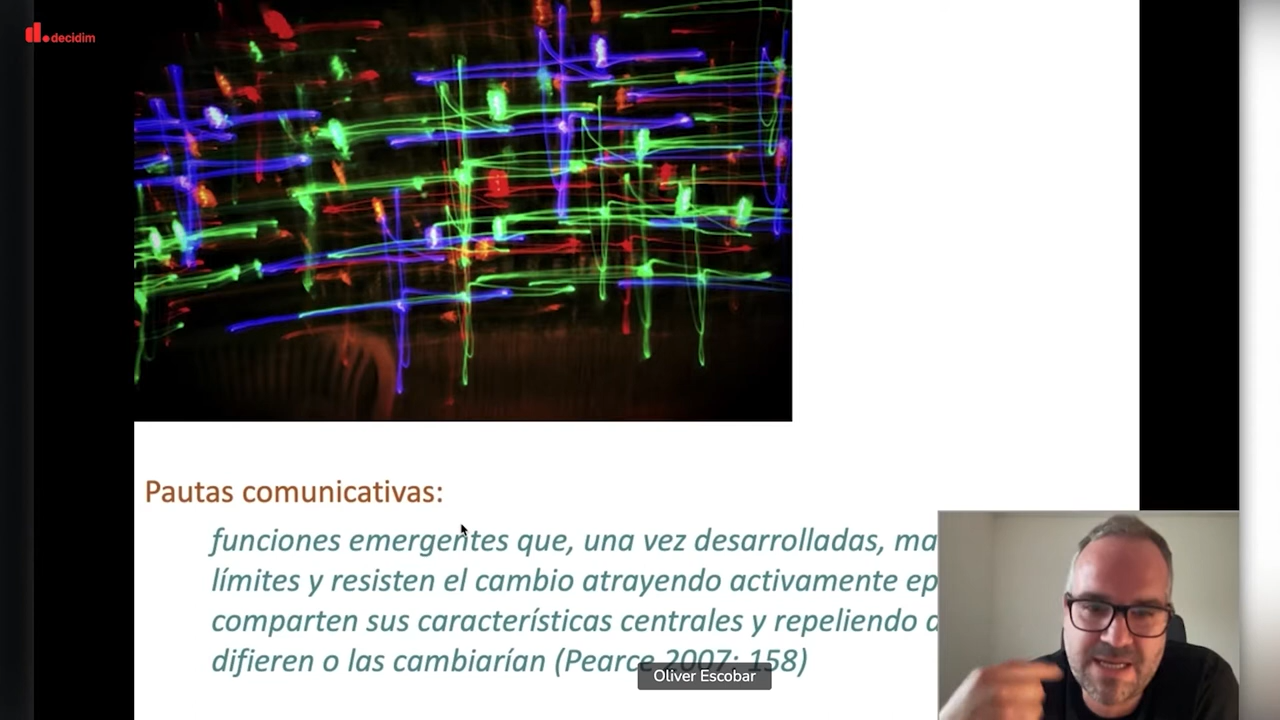 decidim
Pautas comunicativas:
funciones emergentes que, una vez desarrolladas,
límites y resisten el cambio atrayendo activamente
comparten sus características centrales y repeliendo
difieren o las cambiarían (Pearce 2007: 158)
Oliver Escobar